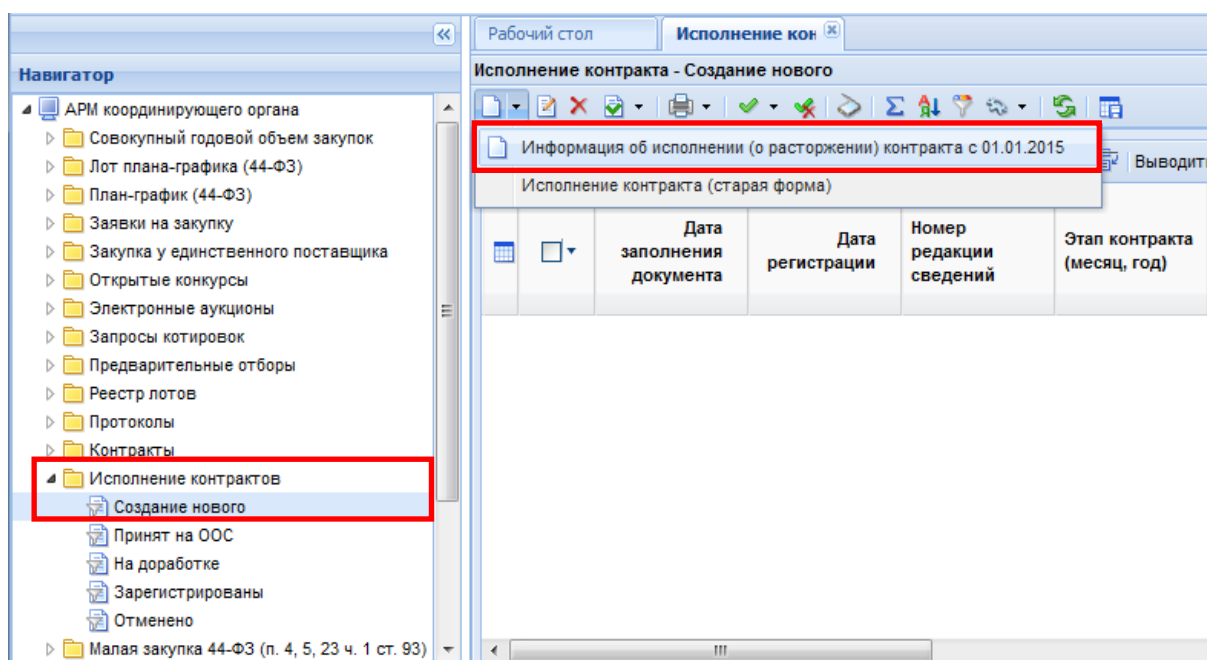 Рабочий стол
Исполнение кон
Навигатор
Исполнение контракта - Создание нового
АРМ координирующего органа
Совокупный годовой объем закупок
Лот плана-графика (44-ФЗ)
План-график (44-ФЗ)
Заявки на закупку
Закупка у единственного поставщика
Открытые конкурсы
Электронные аукционы
Запросы котировок
Предварительные отборы
Реестр лотов
Протоколы
Контракты
Исполнение контрактов
Создание нового
Принят на ООС
На доработке
Зарегистрированы
Отменено
Малая закупка 44-ФЗ (п. 4, 5, 23 ч. 1 ст. 93)
Информация об исполнении (о расторжении) контракта с 01.01.2015
Выводить
Исполнение контракта (старая форма)
Дата
заполнения
документа
Дата
регистрации
Номер
редакции
сведений
Этап контракта
(месяц, год)